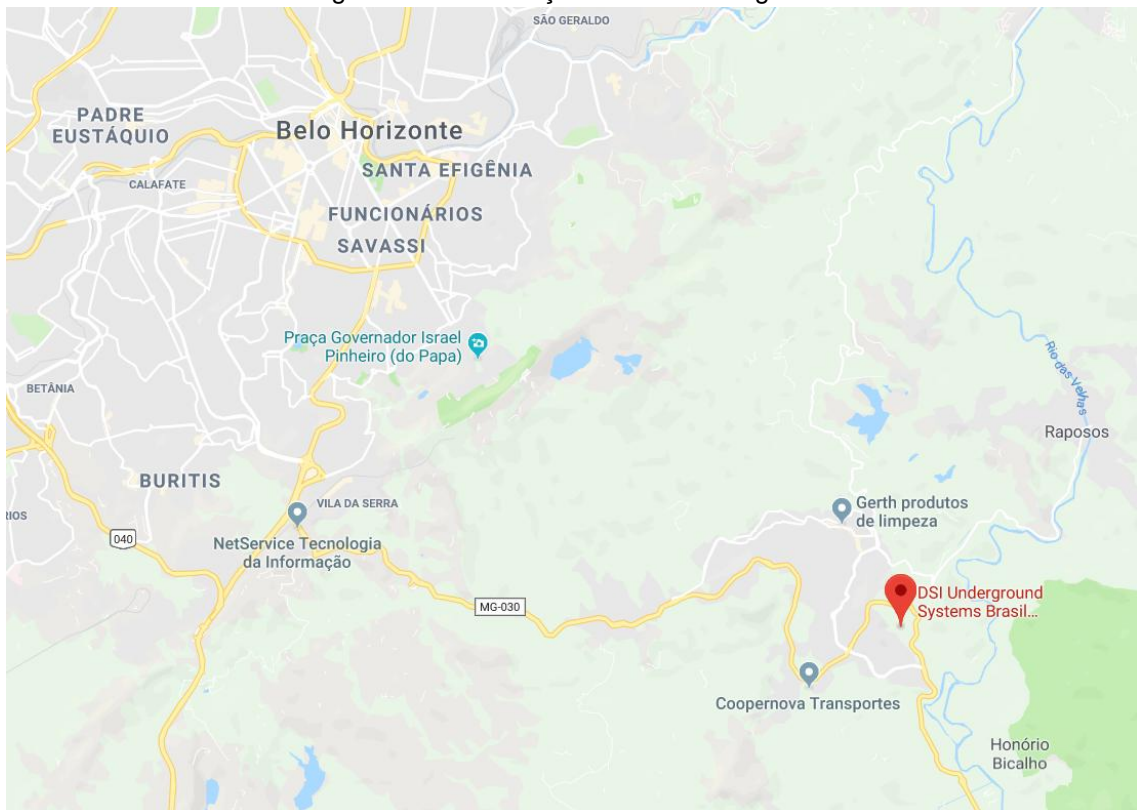 SÃO GERALDO
PADRE
EUSTÁQUIO
Belo Horizonte
SANTA EFIGÊNIA
CALAFATE
FUNCIONÁRIOS
SAVASSI
Praça Governador Israel
Pinheiro (do Papa)
Rio das Velhas
BETÂNIA
Raposos
BURITIS
VILA DA SERRA
Gerth produtos
de limpeza
RIOS
040
NetService Tecnologia
da Informação
MG-030
DSI Underground
Systems Brasil...
Coopernova Transportes
Honório
Bicalho